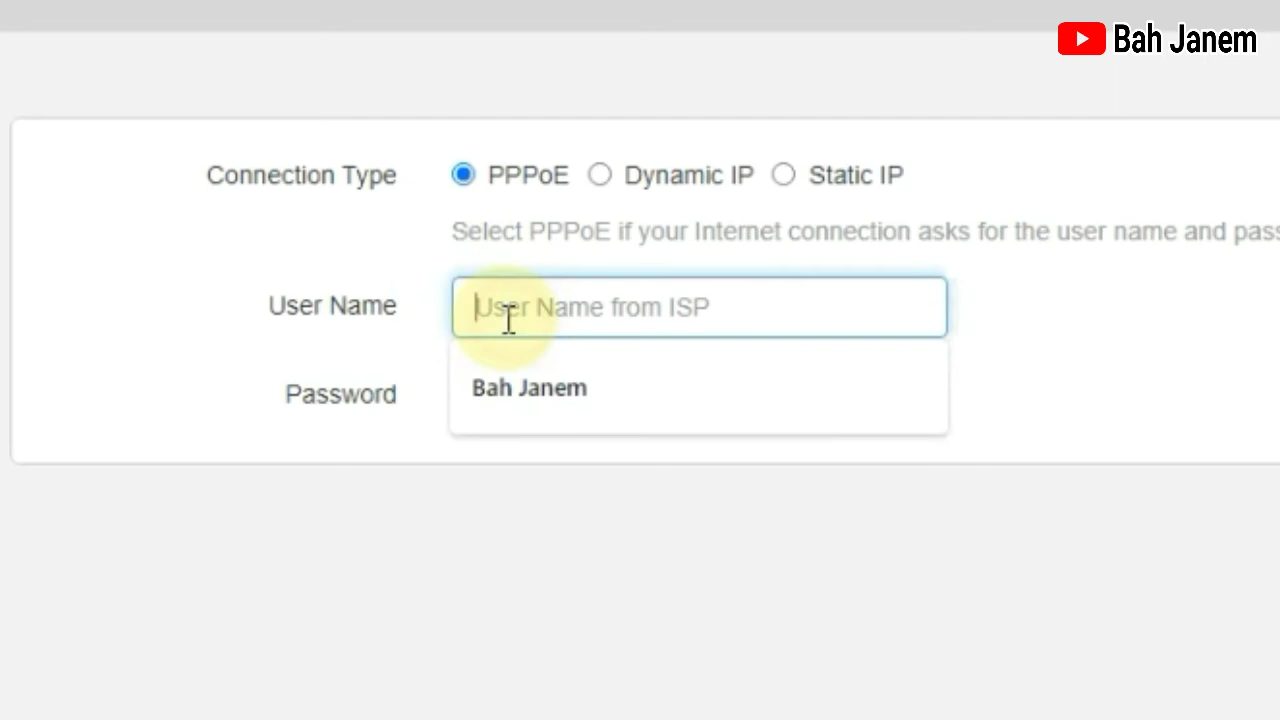 Bah Janem
Connection Type PPPoE Dynamic IP Static IP
Select PPPoE if your Internet connection asks for the user name and pass
User Name User Name from ISP
Bah Janem
Password